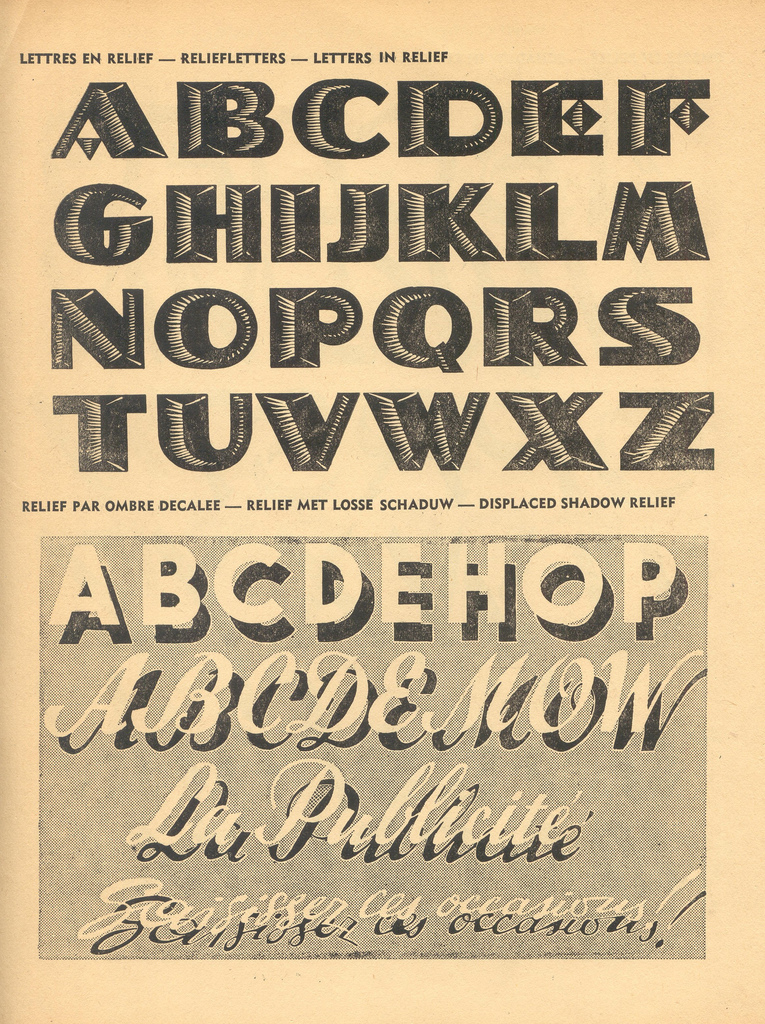 LETTRES EN RELIEF — RELIEFLETTERS — LETTERS IN RELIEF
ABCDEF
GHIJKLM
NOPQRS
TUVWXZ
RELIEF PAR OMBRE DECALEE — RELIEF MET LOSSE SCHADUW — DISPLACED SHADOW RELIEF
ABCDEHOP
ABCDEMOW
La Publicité
Saisissez ces occasions!